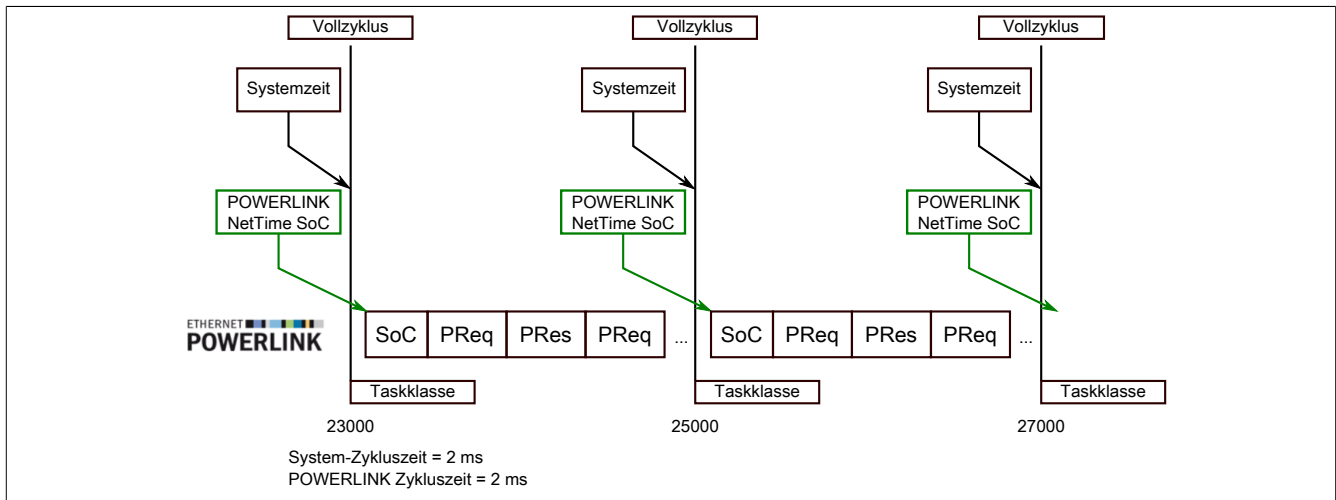 Vollzyklus
Vollzyklus
Vollzyklus
Systemzeit
Systemzeit
Systemzeit
POWERLINK
NetTime SoC
POWERLINK
NetTime SoC
POWERLINK
NetTime SoC
ETHERNET
POWERLINK
SoC PReq PRes PReq ... SoC PReq PRes PReq ...
Taskklasse
Taskklasse
Taskklasse
23000 25000 27000
System-Zykluszeit = 2 ms
POWERLINK Zykluszeit = 2 ms